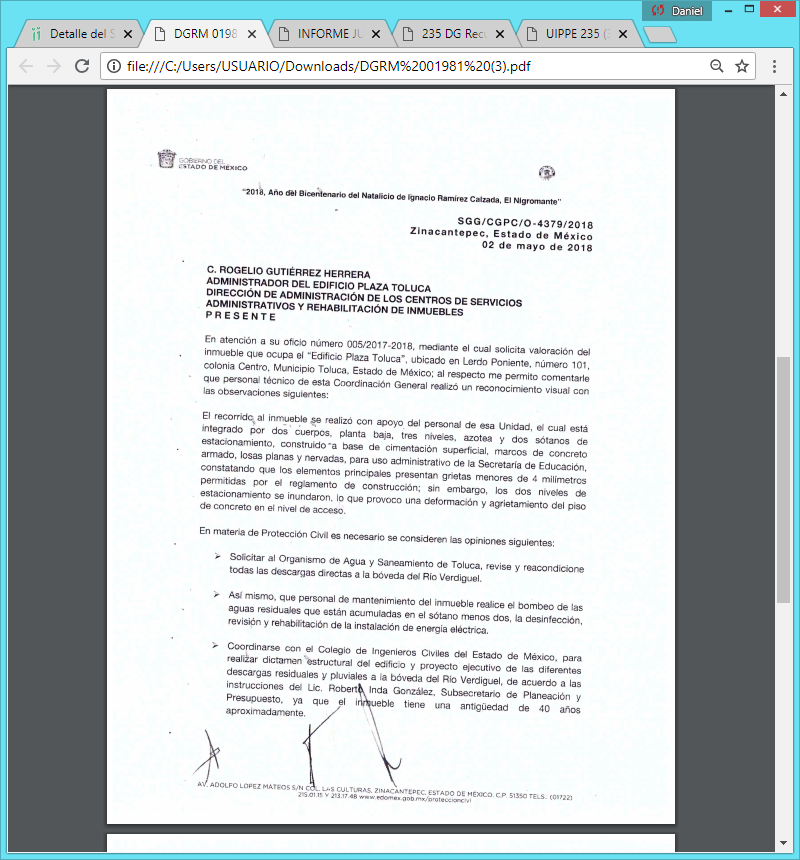 Daniel
Detalle del S
DGRM 0198
INFORME JU
235 DG Recu
UIPPE 235 (3
file:///C:/Users/USUARIO/Downloads/DGRM%2001981%20(3).pdf
GOBIERNO DEL
ESTADO DE MÉXICO
"2018, Año del Bicentenario del Natalicio de Ignacio Ramírez Calzada, El Nigromante"
SGG/CGPC/O-4379/2018
Zinacantepec, Estado de México
02 de mayo de 2018
C. ROGELIO GUTIÉRREZ HERRERA
ADMINISTRADOR DEL EDIFICIO PLAZA TOLUCA
DIRECCIÓN DE ADMINISTRACIÓN DE LOS CENTROS DE SERVICIOS
ADMINISTRATIVOS Y REHABILITACIÓN DE INMUEBLES
P R E S E N T E
En atención a su oficio número 005/2017-2018, mediante el cual solicita valoración del
inmueble que ocupa el "Edificio Plaza Toluca", ubicado en Lerdo Poniente, número 101,
colonia Centro, Municipio Toluca, Estado de México; al respecto me permito comentarle
que personal técnico de esta Coordinación General realizó un reconocimiento visual con
las observaciones siguientes:
El recorrido al inmueble se realizó con apoyo del personal de esa Unidad, el cual está
integrado por dos cuerpos, planta baja, tres niveles, azotea y dos sótanos de
estacionamiento, construido a base de cimentación superficial, marcos de concreto
armado, losas planas y nervadas, para uso administrativo de la Secretaría de Educación,
constatando que los elementos principales presentan grietas menores de 4 milímetros
permitidas por el reglamento de construcción; sin embargo, los dos niveles de
estacionamiento se inundaron, lo que provoco una deformación y agrietamiento del piso
de concreto en el nivel de acceso.
En materia de Protección Civil es necesario se consideren las opiniones siguientes:
➢ Solicitar al Organismo de Agua y Saneamiento de Toluca, revise y reacondicione
todas las descargas directas a la bóveda del Río Verdiguel.
➢ Así mismo, que personal de mantenimiento del inmueble realice el bombeo de las
aguas residuales que están acumuladas en el sótano menos dos, la desinfección,
revisión y rehabilitación de la instalación de energía eléctrica.
➢ Coordinarse con el Colegio de Ingenieros Civiles del Estado de México, para
realizar dictamen estructural del edificio y proyecto ejecutivo de las diferentes
descargas residuales y pluviales a la bóveda del Río Verdiguel, de acuerdo a las
instrucciones del Lic. Roberto Inda González, Subsecretario de Planeación y
Presupuesto, ya que el inmueble tiene una antigüedad de 40 años
aproximadamente.
AV. ADOLFO LOPEZ MATEOS S/N COL. LAS CULTURAS, ZINACANTEPEC, ESTADO DE MÉXICO. C.P. 51350 TELS.: (01722)
215.01.15 Y 213.17.48 www.edomex.gob.mx/proteccioncivil